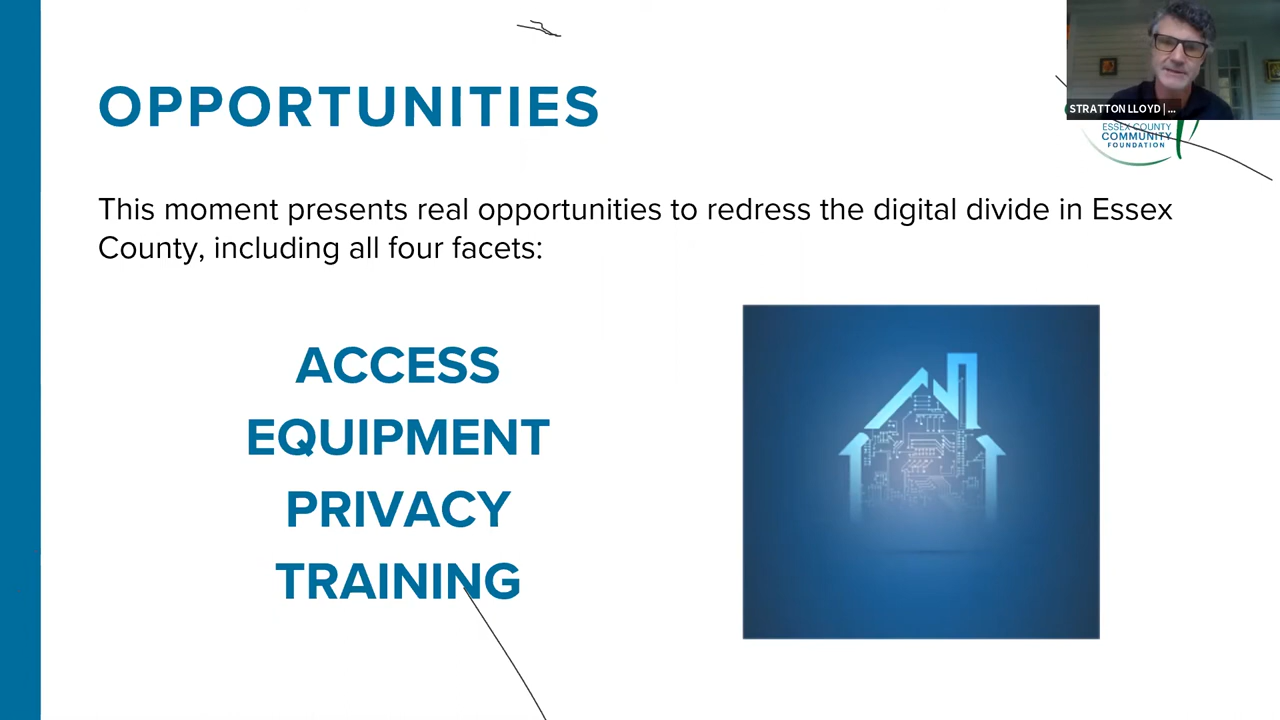 OPPORTUNITIES
STRATTON LLOYD | ...
ESSEX COUNTY
COMMUNITY
FOUNDATION
This moment presents real opportunities to redress the digital divide in Essex
County, including all four facets:
ACCESS
EQUIPMENT
PRIVACY
TRAINING